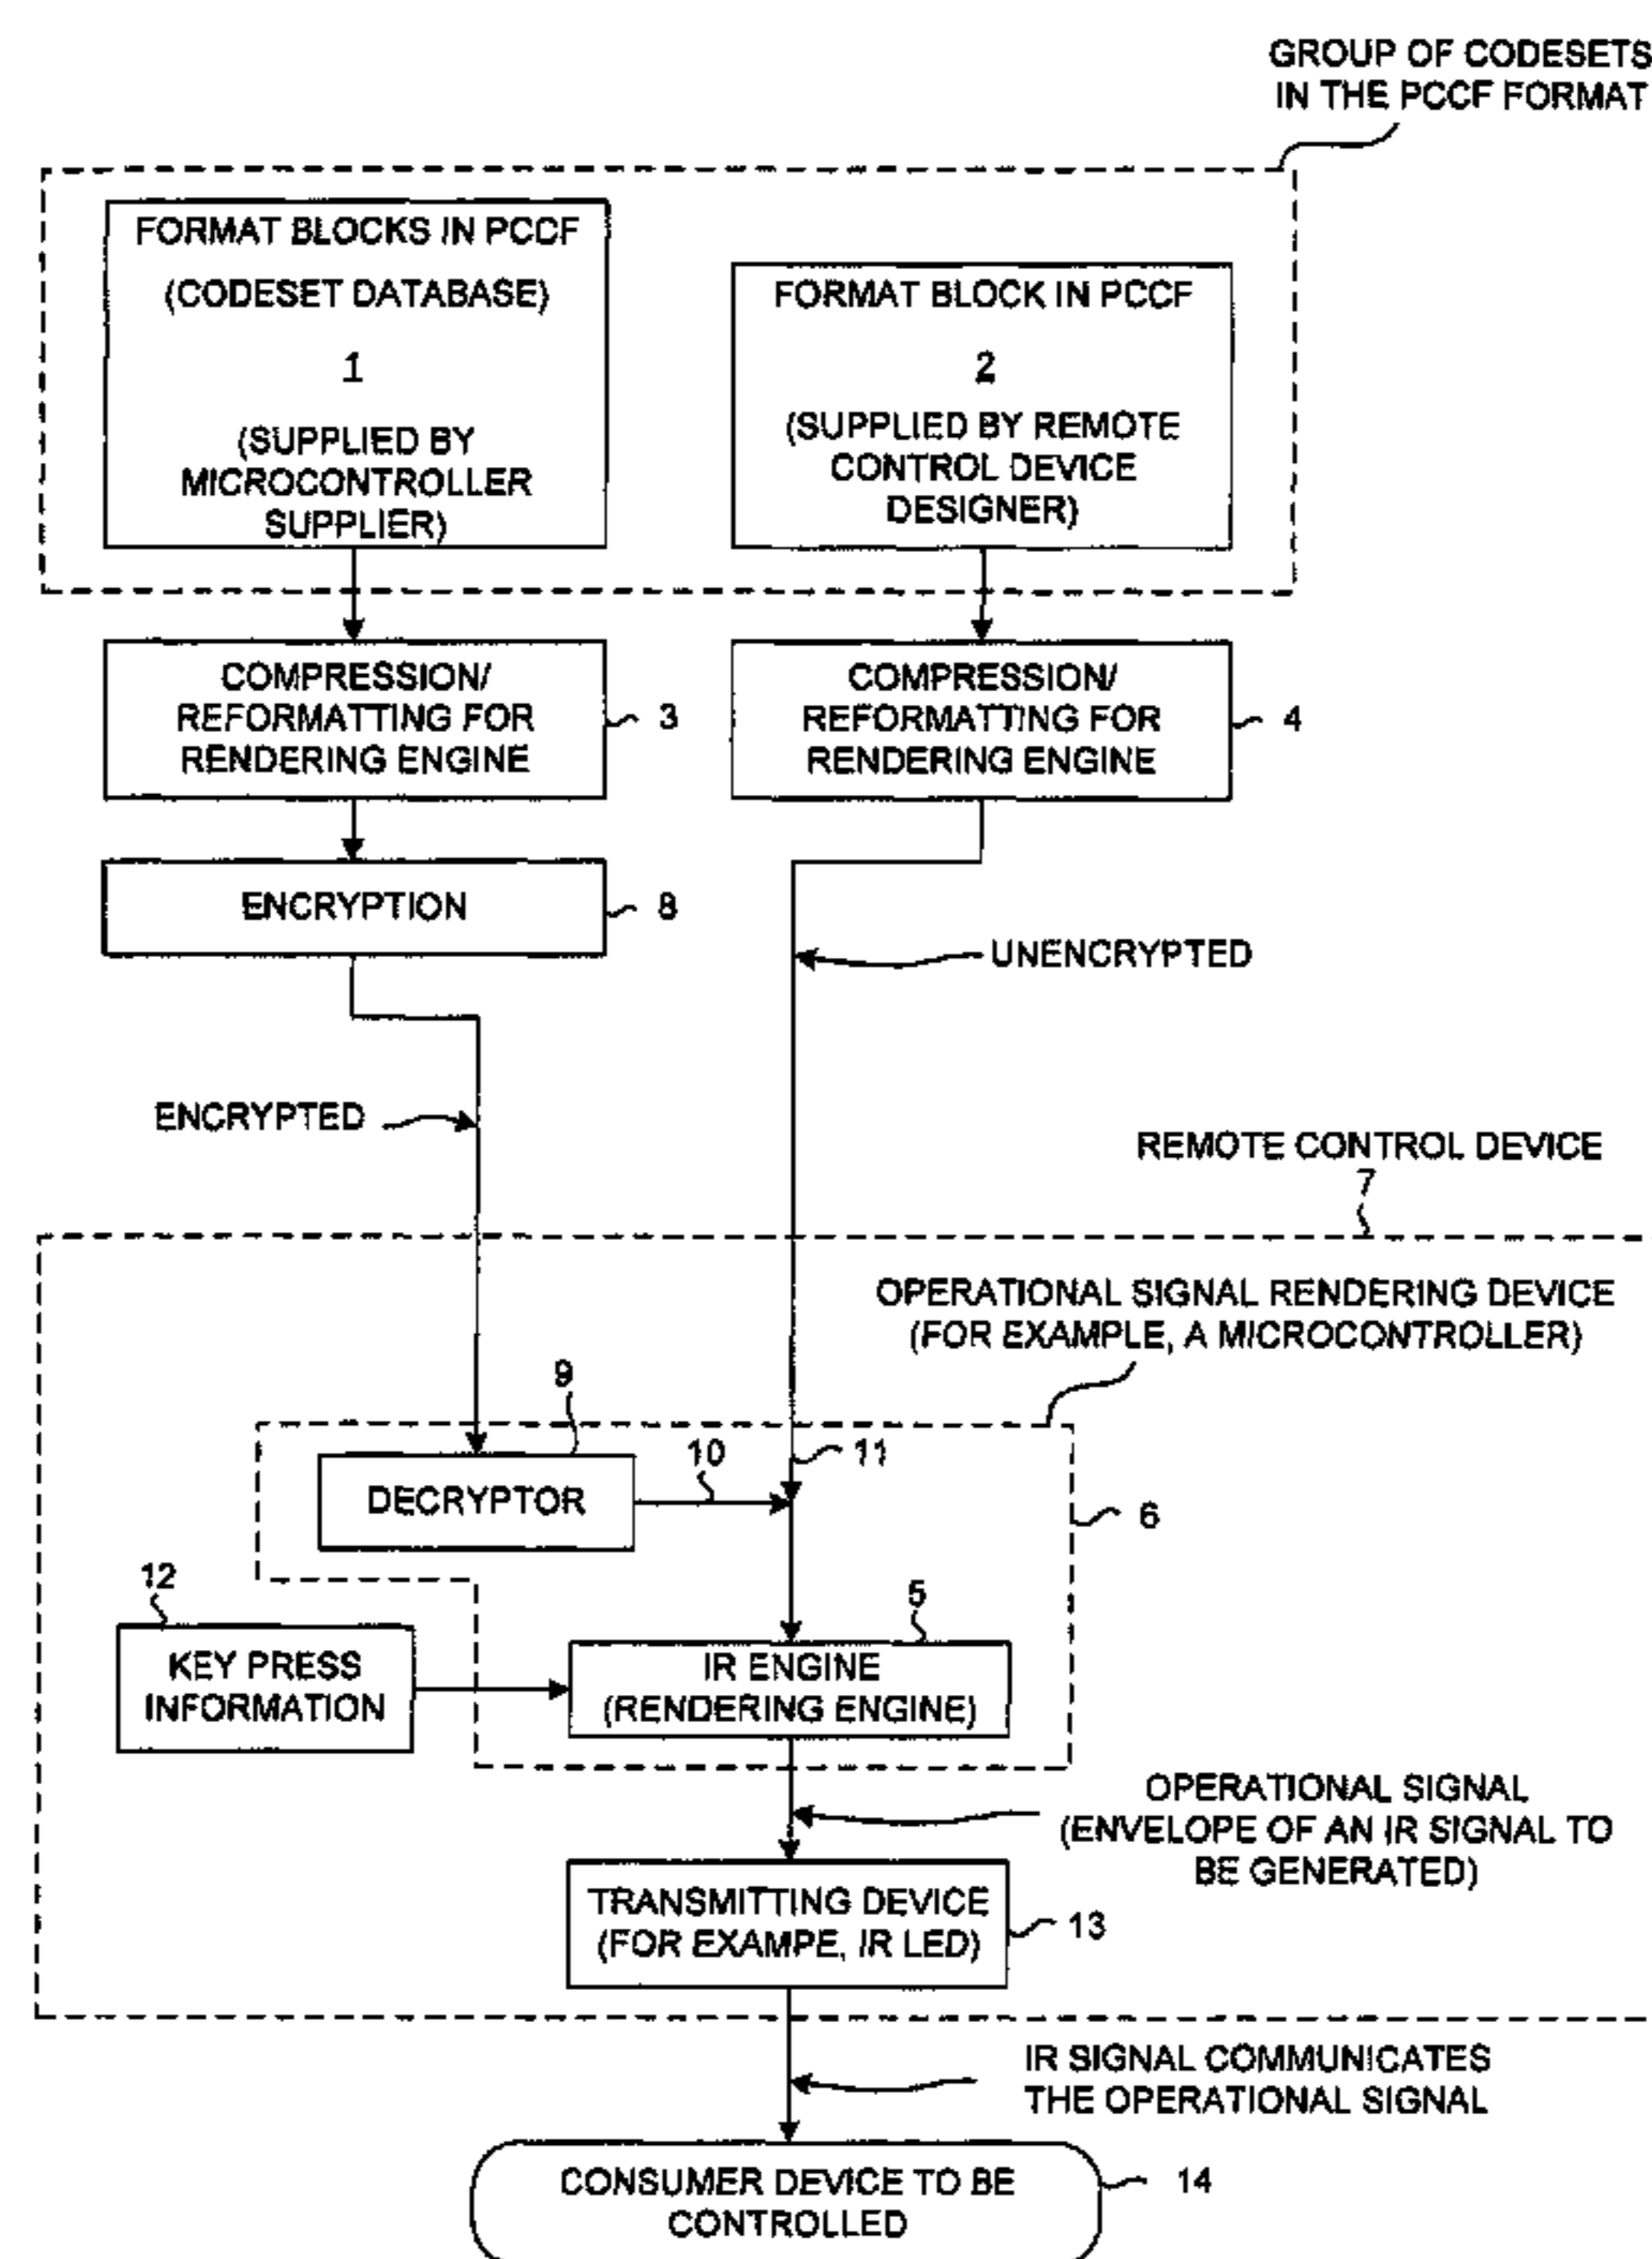 GROUP OF CODESETS
IN THE PCCF FORMAT
FORMAT BLOCKS IN PCCF
(CODESET DATABASE)
1
(SUPPLIED BY
MICROCONTROLLER
SUPPLIER)
FORMAT BLOCK IN PCCF
2
(SUPPLIED BY REMOTE
CONTROL DEVICE
DESIGNER)
COMPRESSION/
REFORMATTING FOR
RENDERING ENGINE
3
COMPRESSION/
REFORMATTING FOR
RENDERING ENGINE
4
ENCRYPTION
8
UNENCRYPTED
ENCRYPTED
REMOTE CONTROL DEVICE
7
OPERATIONAL SIGNAL RENDERING DEVICE
(FOR EXAMPLE, A MICROCONTROLLER)
9
10
11
DECRYPTOR
6
12
5
KEY PRESS
INFORMATION
IR ENGINE
(RENDERING ENGINE)
OPERATIONAL SIGNAL
(ENVELOPE OF AN IR SIGNAL TO
BE GENERATED)
TRANSMITTING DEVICE
(FOR EXAMPE, IR LED)
13
IR SIGNAL COMMUNICATES
THE OPERATIONAL SIGNAL
CONSUMER DEVICE TO BE
CONTROLLED
14